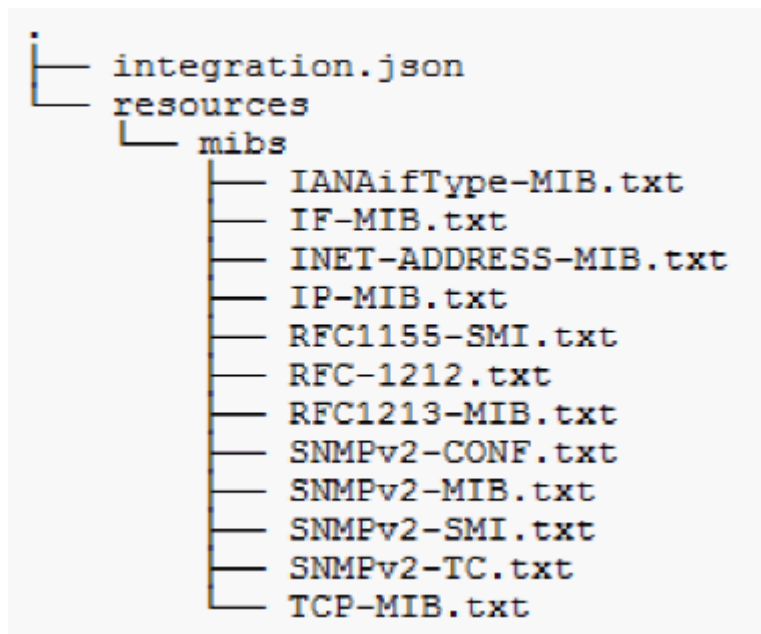 .
├── integration.json
└── resources
    └── mibs
        ├── IANAifType-MIB.txt
        ├── IF-MIB.txt
        ├── INET-ADDRESS-MIB.txt
        ├── IP-MIB.txt
        ├── RFC1155-SMI.txt
        ├── RFC-1212.txt
        ├── RFC1213-MIB.txt
        ├── SNMPv2-CONF.txt
        ├── SNMPv2-MIB.txt
        ├── SNMPv2-SMI.txt
        ├── SNMPv2-TC.txt
        └── TCP-MIB.txt